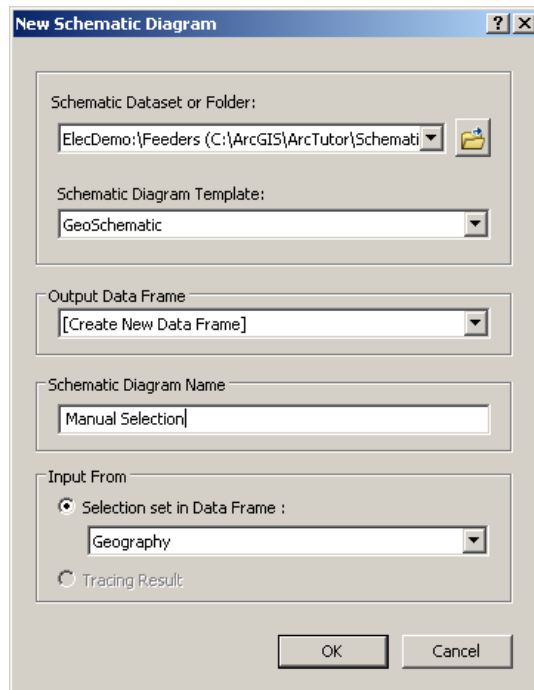 New Schematic Diagram
Schematic Dataset or Folder:
ElecDemo:\Feeders (C:\ArcGIS\ArcTutor\Schemati
Schematic Diagram Template:
GeoSchematic
Output Data Frame
[Create New Data Frame]
Schematic Diagram Name
Manual Selection
Input From
Selection set in Data Frame :
Geography
Tracing Result
OK Cancel